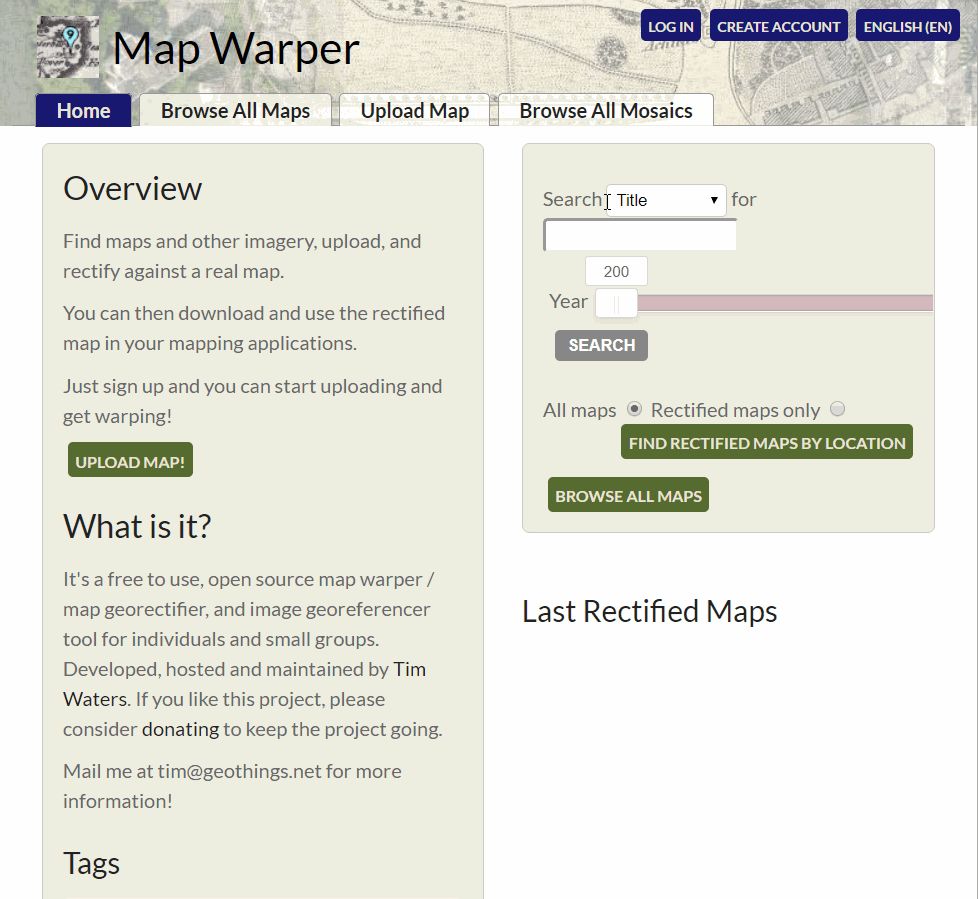 Map Warper
LOG IN
CREATE ACCOUNT
ENGLISH (EN)
Home
Browse All Maps
Upload Map
Browse All Mosaics
Overview
Find maps and other imagery, upload, and
rectify against a real map.
You can then download and use the rectified
map in your mapping applications.
Just sign up and you can start uploading and
get warping!
UPLOAD MAP!
What is it?
It's a free to use, open source map warper /
map georectifier, and image georeferencer
tool for individuals and small groups.
Developed, hosted and maintained by Tim
Waters. If you like this project, please
consider donating to keep the project going.
Mail me at tim@geothings.net for more
information!
Tags
Search Title for
200
Year
SEARCH
All maps Rectified maps only
FIND RECTIFIED MAPS BY LOCATION
BROWSE ALL MAPS
Last Rectified Maps